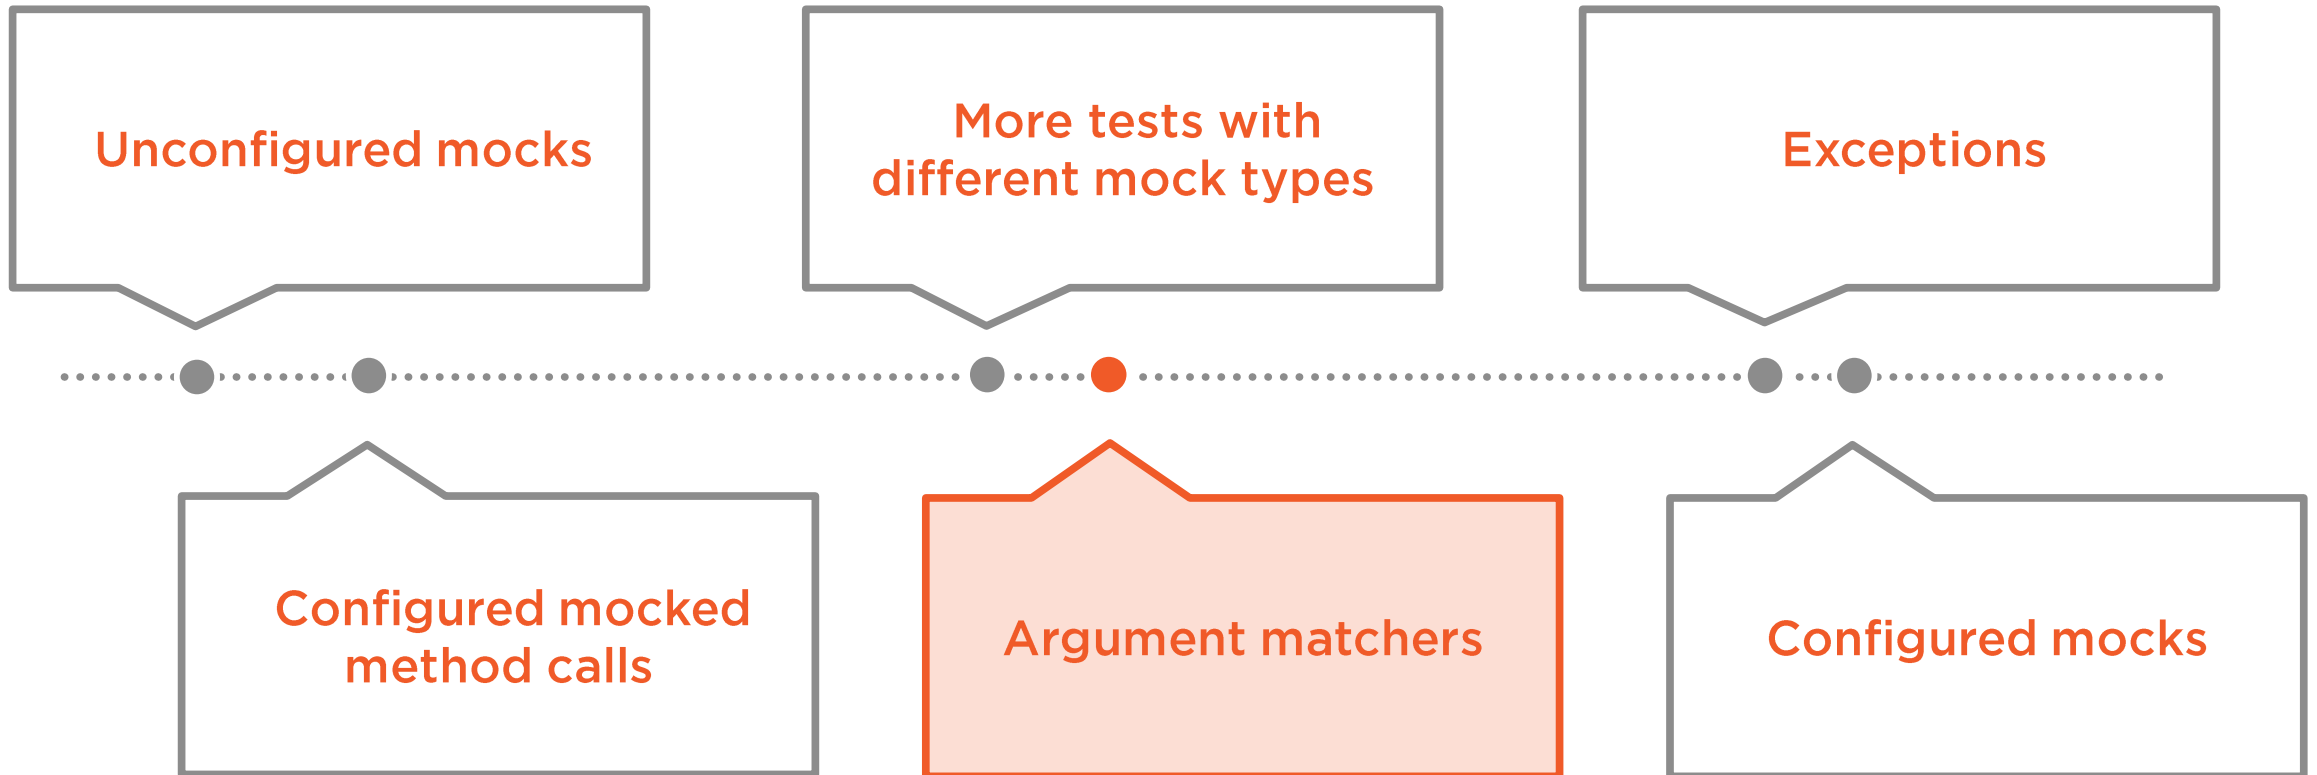 Unconfigured mocks
More tests with
different mock types
Exceptions
Configured mocked
method calls
Argument matchers
Configured mocks